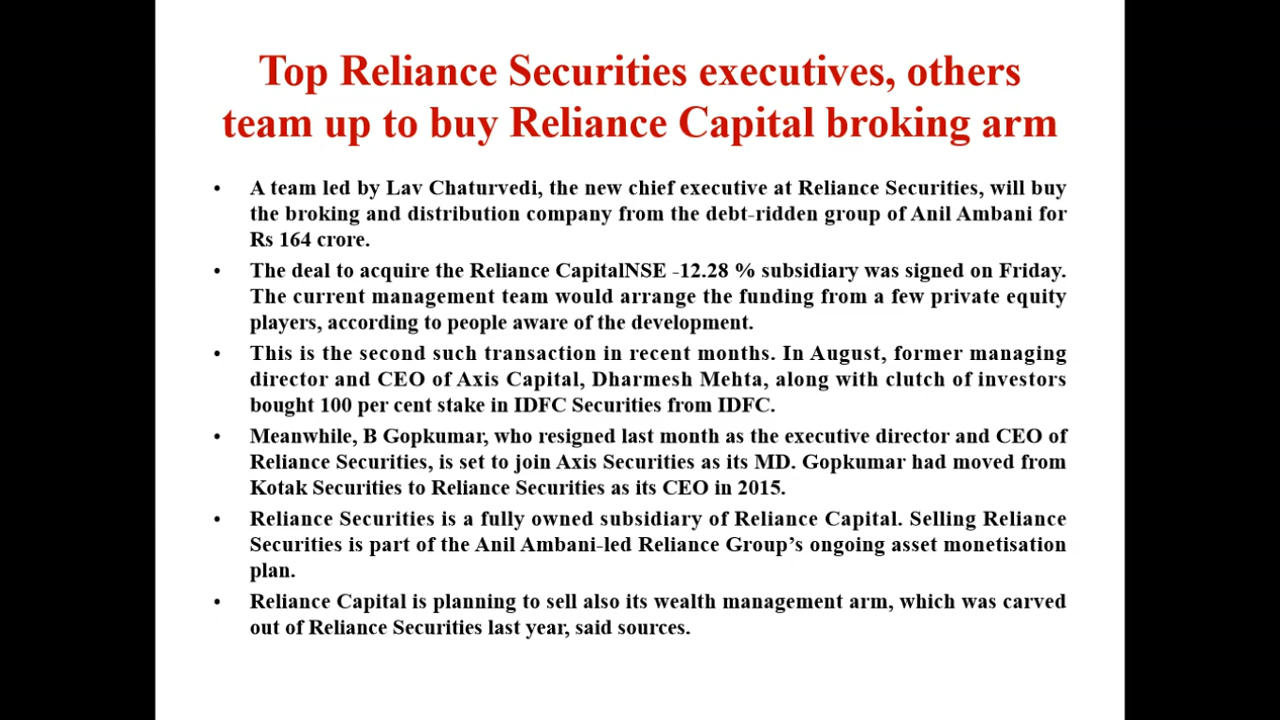 Top Reliance Securities executives, others
team up to buy Reliance Capital broking arm
• A team led by Lav Chaturvedi, the new chief executive at Reliance Securities, will buy
the broking and distribution company from the debt-ridden group of Anil Ambani for
Rs 164 crore.
• The deal to acquire the Reliance CapitalNSE -12.28 % subsidiary was signed on Friday.
The current management team would arrange the funding from a few private equity
players, according to people aware of the development.
• This is the second such transaction in recent months. In August, former managing
director and CEO of Axis Capital, Dharmesh Mehta, along with clutch of investors
bought 100 per cent stake in IDFC Securities from IDFC.
• Meanwhile, B Gopkumar, who resigned last month as the executive director and CEO of
Reliance Securities, is set to join Axis Securities as its MD. Gopkumar had moved from
Kotak Securities to Reliance Securities as its CEO in 2015.
• Reliance Securities is a fully owned subsidiary of Reliance Capital. Selling Reliance
Securities is part of the Anil Ambani-led Reliance Group’s ongoing asset monetisation
plan.
• Reliance Capital is planning to sell also its wealth management arm, which was carved
out of Reliance Securities last year, said sources.